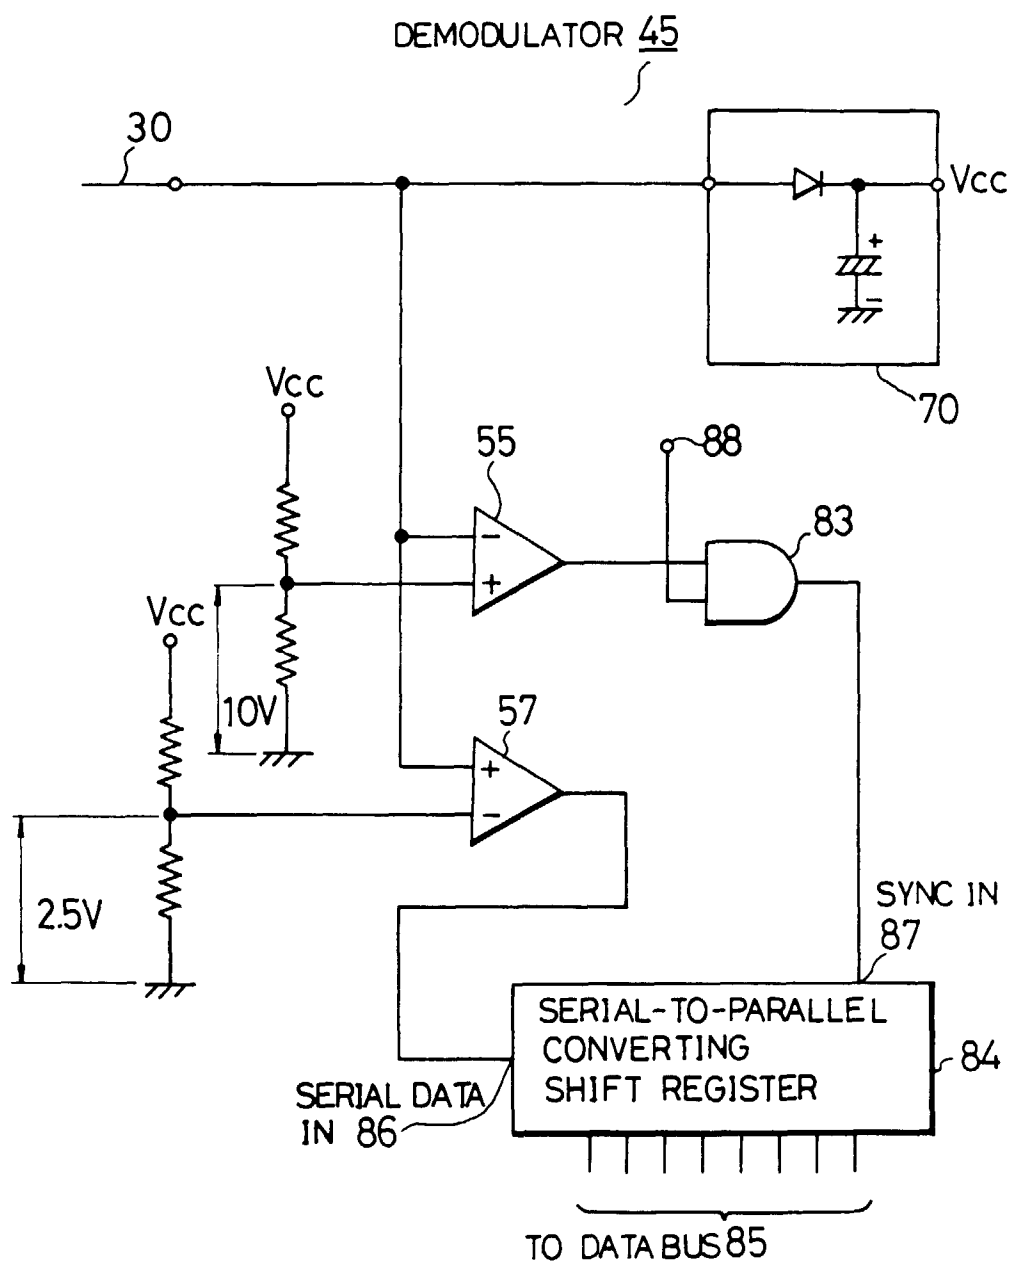 DEMODULATOR 45
30
Vcc
+
−
70
Vcc
55
88
−
+
83
Vcc
10V
57
+
−
2.5V
SYNC IN
87
SERIAL-TO-PARALLEL
CONVERTING
SHIFT REGISTER
84
SERIAL DATA
IN 86
TO DATA BUS 85